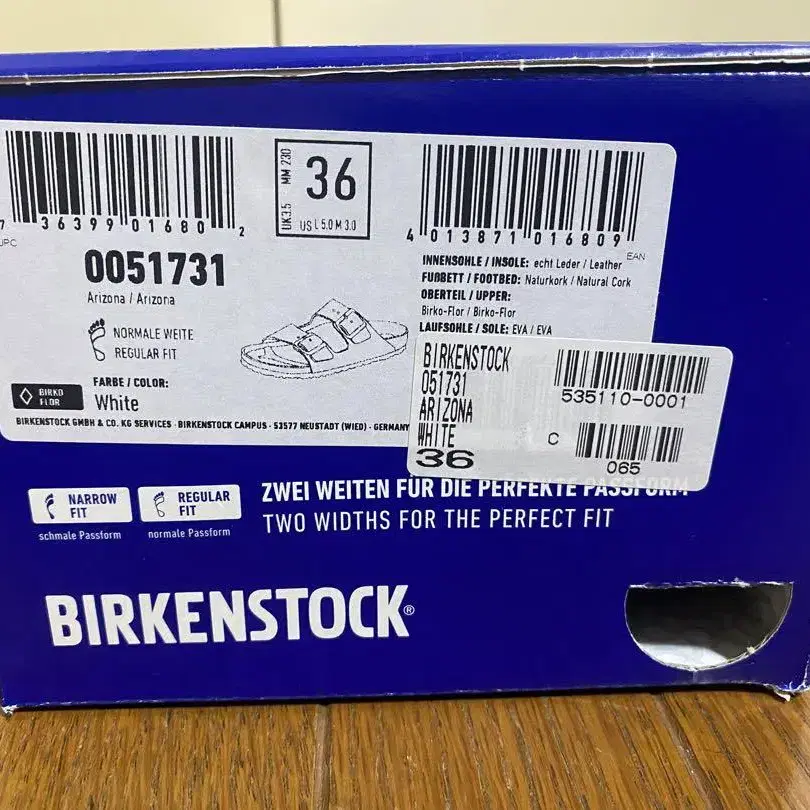 7 36399 01680 2
UPC
0051731
Arizona / Arizona
NORMALE WEITE
REGULAR FIT
BIRKO
FLOR
FARBE / COLOR:
White
BIRKENSTOCK GMBH & CO. KG SERVICES · BIRKENSTOCK CAMPUS · 53577 NEUSTADT (WIED) · GERMANY
UK3.5 MM 230
36
US L 5.0 M 3.0
4 013871 016809
EAN
INNENSOHLE / INSOLE: echt Leder / Leather
FUßBETT / FOOTBED: Naturkork / Natural Cork
OBERTEIL / UPPER:
Birko-Flor / Birko-Flor
LAUFSOHLE / SOLE: EVA / EVA
BIRKENSTOCK
051731
ARIZONA
WHITE
36
535110-0001
C
065
NARROW
FIT
schmale Passform
REGULAR
FIT
normale Passform
ZWEI WEITEN FÜR DIE PERFEKTE PASSFORM
TWO WIDTHS FOR THE PERFECT FIT
BIRKENSTOCK®